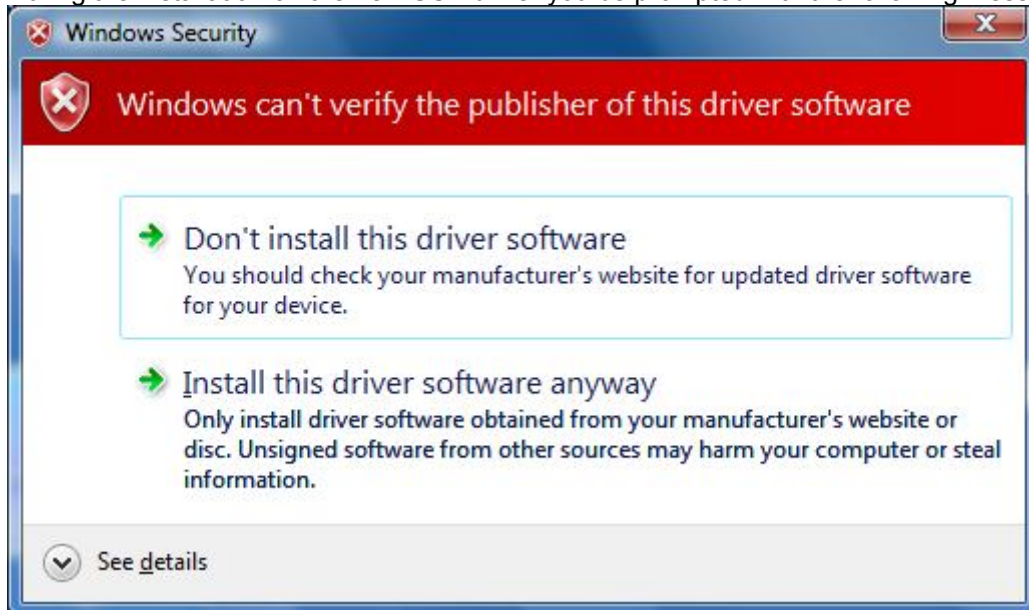 Windows Security
Windows can't verify the publisher of this driver software
Don't install this driver software
You should check your manufacturer's website for updated driver software
for your device.
Install this driver software anyway
Only install driver software obtained from your manufacturer's website or
disc. Unsigned software from other sources may harm your computer or steal
information.
See details